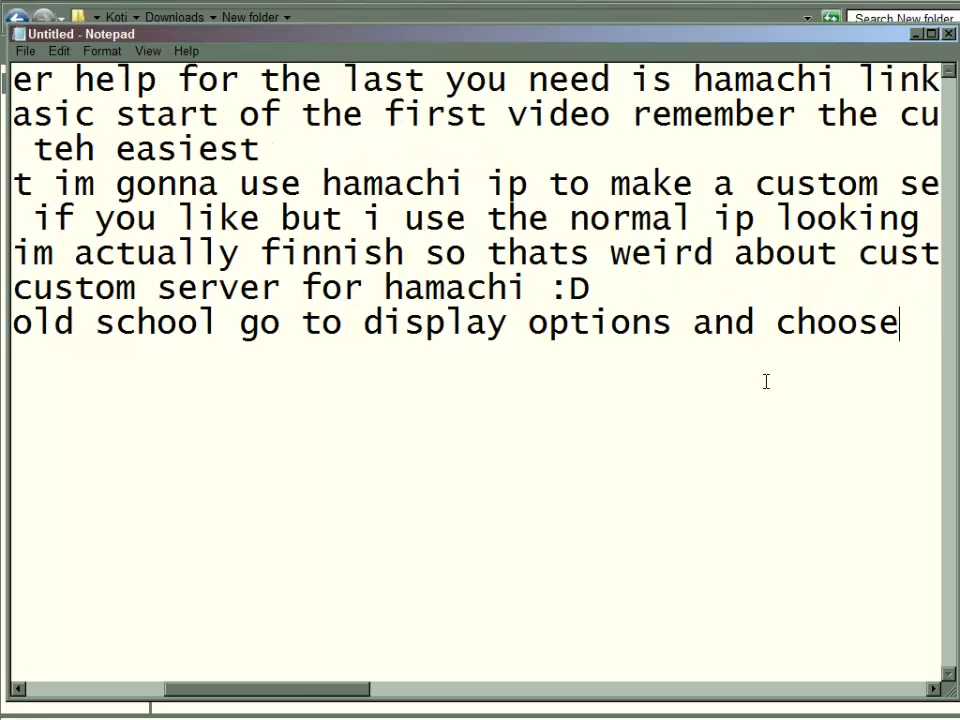 Koti Downloads New folder Search New folder
Untitled - Notepad
File Edit Format View Help
er help for the last you need is hamachi link
asic start of the first video remember the cu
teh easiest
t im gonna use hamachi ip to make a custom se
if you like but i use the normal ip looking
im actually finnish so thats weird about cust
custom server for hamachi :D
old school go to display options and choose